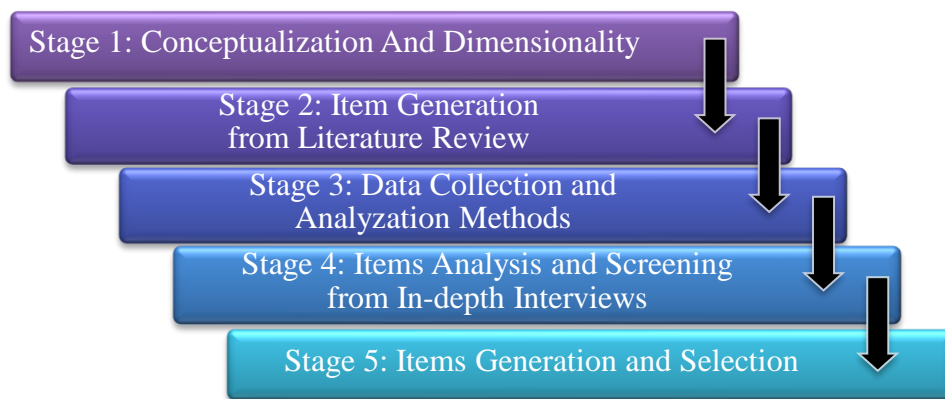 Stage 1: Conceptualization And Dimensionality
Stage 2: Item Generation
from Literature Review
Stage 3: Data Collection and
Analyzation Methods
Stage 4: Items Analysis and Screening
from In-depth Interviews
Stage 5: Items Generation and Selection